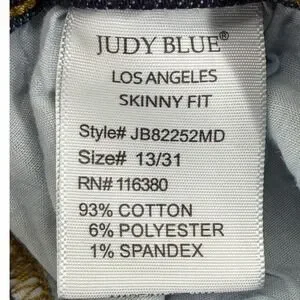 JUDY BLUE®
LOS ANGELES
SKINNY FIT
Style# JB82252MD
Size# 13/31
RN# 116380
93% COTTON
6% POLYESTER
1% SPANDEX